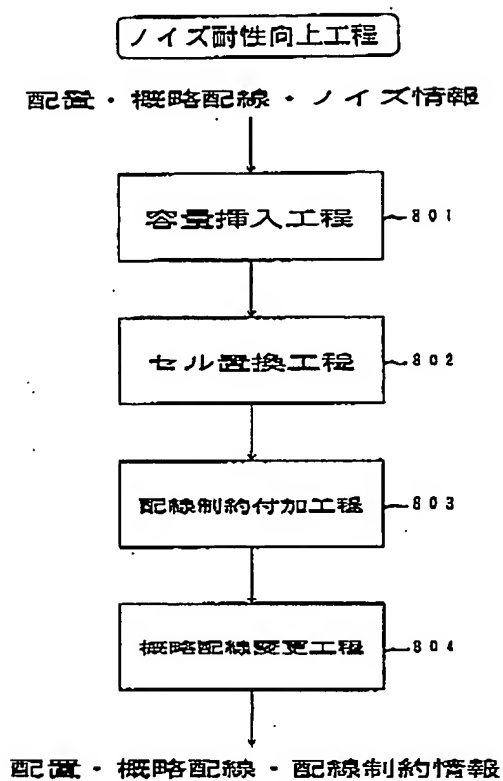 ノイズ耐性向上工程
配置・概略配線・ノイズ情報
容量挿入工程
801
セル置換工程
802
配線制約付加工程
803
概略配線変更工程
804
配置・概略配線・配線制約情報